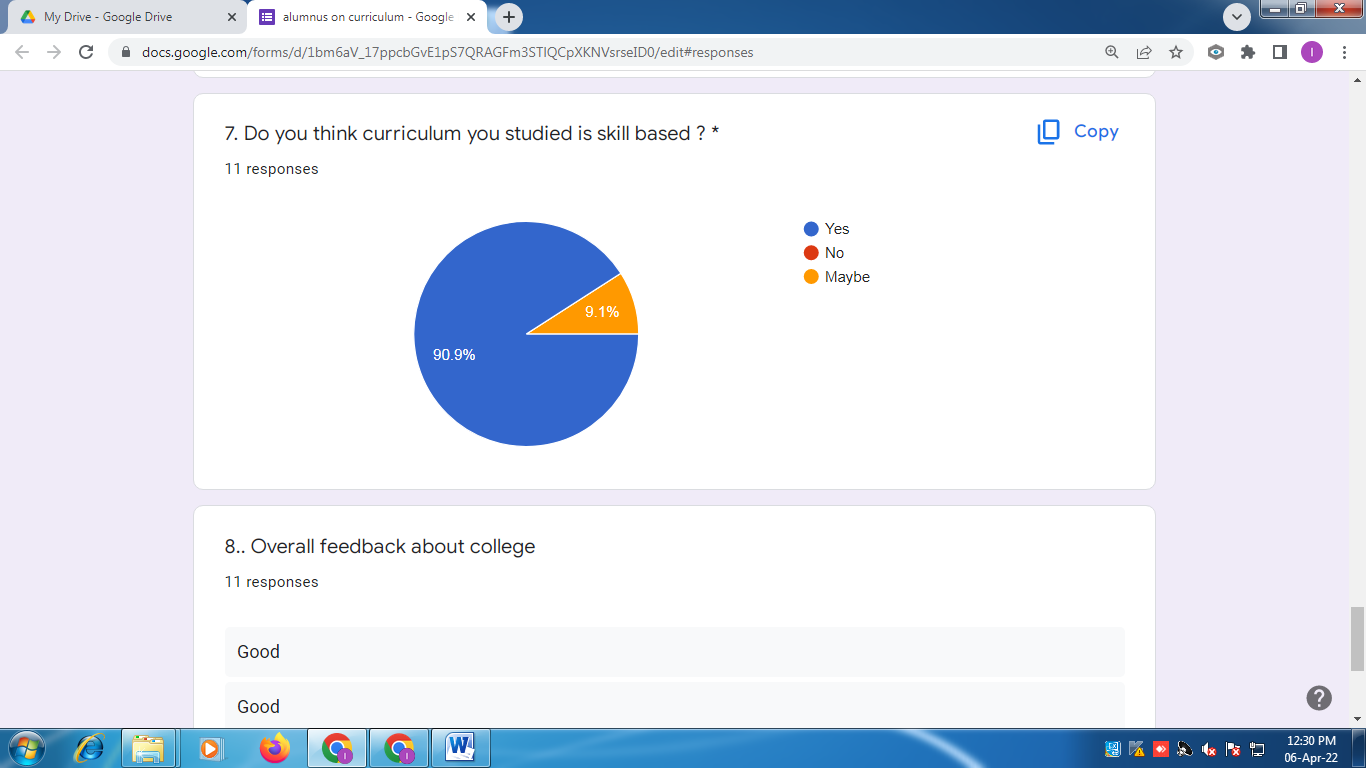 My Drive - Google Drive
alumnus on curriculum - Google
docs.google.com/forms/d/1bm6aV_17ppcbGvE1pS7QRAGFm3STlQCpXKNVsrseID0/edit#responses
I
7. Do you think curriculum you studied is skill based ? *
Copy
11 responses
Yes
No
Maybe
9.1%
90.9%
8.. Overall feedback about college
11 responses
Good
Good
12:30 PM
06-Apr-22